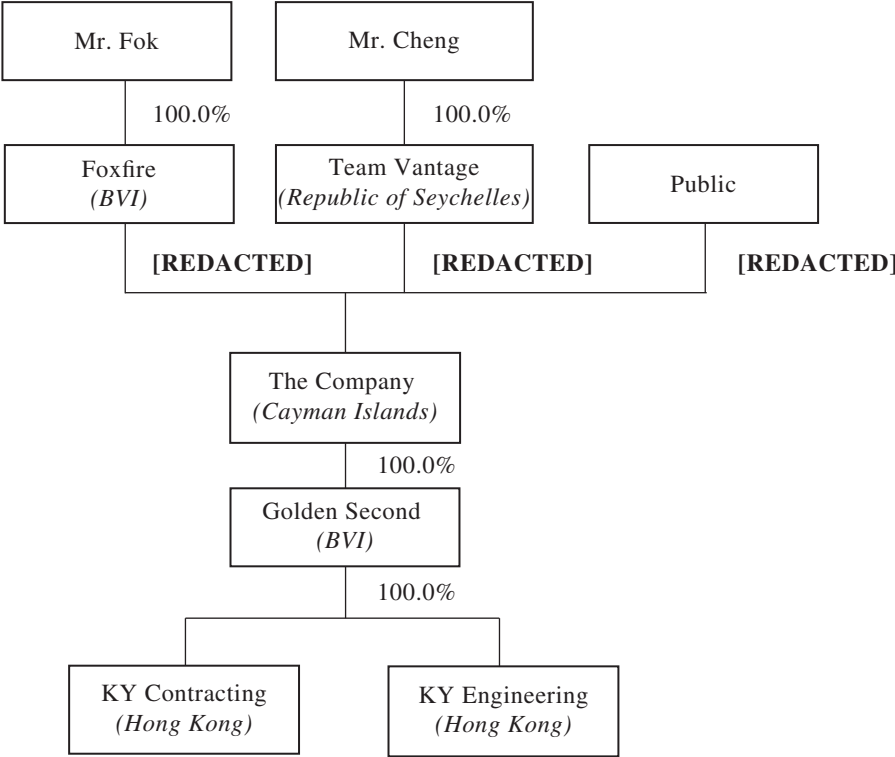 Mr. Fok
Mr. Cheng
100.0%
100.0%
Foxfire
(BVI)
Team Vantage
(Republic of Seychelles)
Public
[REDACTED]
[REDACTED]
[REDACTED]
The Company
(Cayman Islands)
100.0%
Golden Second
(BVI)
100.0%
KY Contracting
(Hong Kong)
KY Engineering
(Hong Kong)